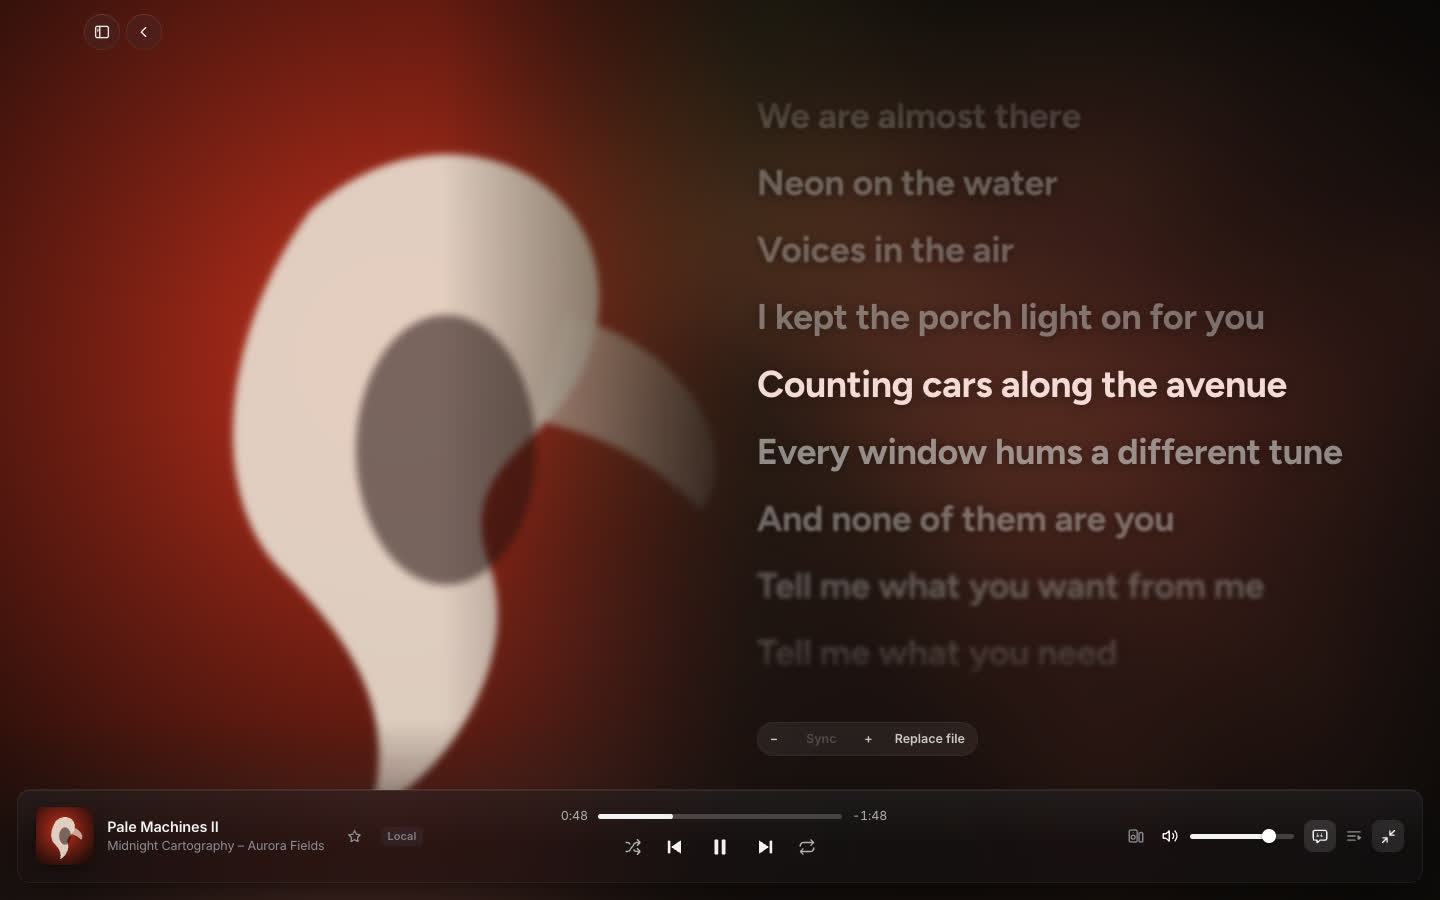 We are almost there
Neon on the water
Voices in the air
I kept the porch light on for you
Counting cars along the avenue
Every window hums a different tune
And none of them are you
Tell me what you want from me
Tell me what you need
− Sync + Replace file
Pale Machines II
Midnight Cartography – Aurora Fields
Local
0:48
-1:48